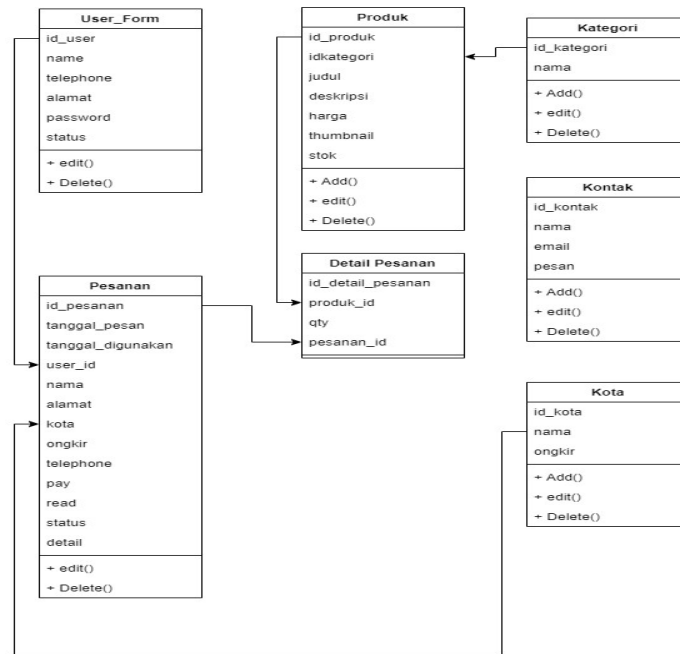 User_Form
id_user
name
telephone
alamat
password
status
+ edit()
+ Delete()
Produk
id_produk
idkategori
judul
deskripsi
harga
thumbnail
stok
+ Add()
+ edit()
+ Delete()
Kategori
id_kategori
nama
+ Add()
+ edit()
+ Delete()
Kontak
id_kontak
nama
email
pesan
+ Add()
+ edit()
+ Delete()
Pesanan
id_pesanan
tanggal_pesan
tanggal_digunakan
user_id
nama
alamat
kota
ongkir
telephone
pay
read
status
detail
+ edit()
+ Delete()
Detail Pesanan
id_detail_pesanan
produk_id
qty
pesanan_id
Kota
id_kota
nama
ongkir
+ Add()
+ edit()
+ Delete()